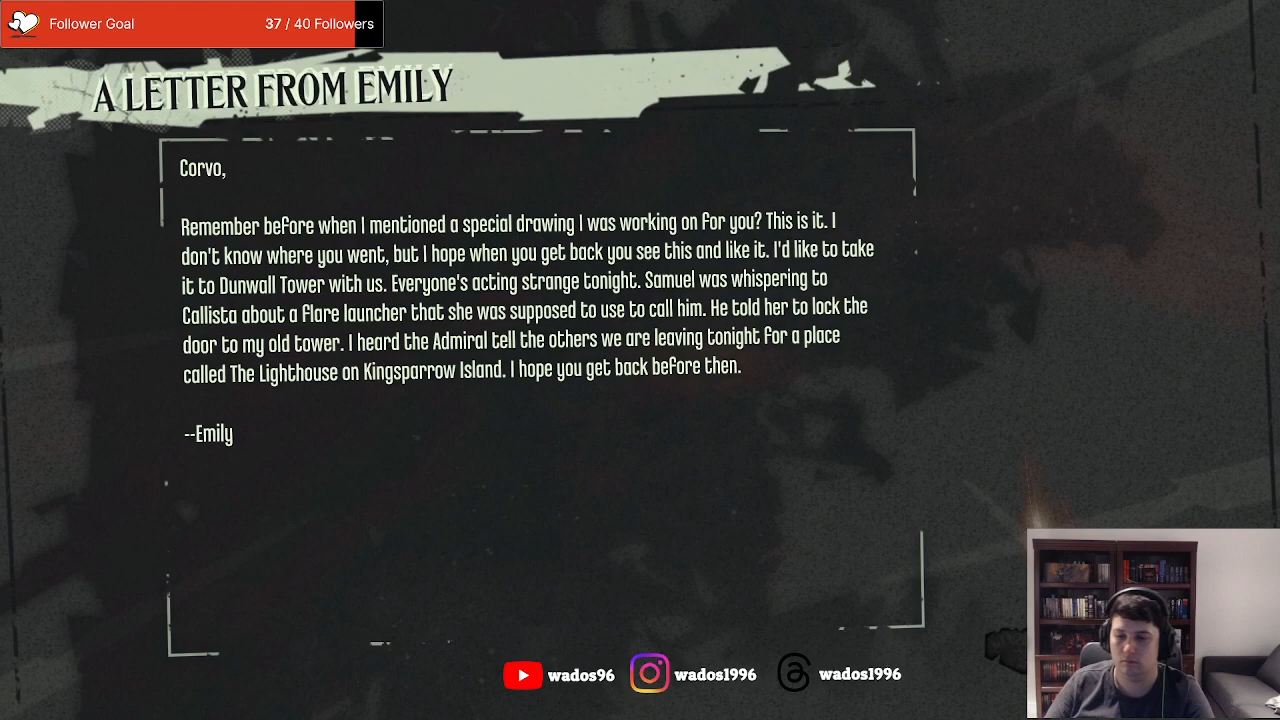 Follower Goal 37 / 40 Followers
A LETTER FROM EMILY
Corvo,
Remember before when I mentioned a special drawing I was working on for you? This is it. I
don't know where you went, but I hope when you get back you see this and like it. I'd like to take
it to Dunwall Tower with us. Everyone's acting strange tonight. Samuel was whispering to
Callista about a flare launcher that she was supposed to use to call him. He told her to lock the
door to my old tower. I heard the Admiral tell the others we are leaving tonight for a place
called The Lighthouse on Kingsparrow Island. I hope you get back before then.
--Emily
wados96 wados1996 wados1996